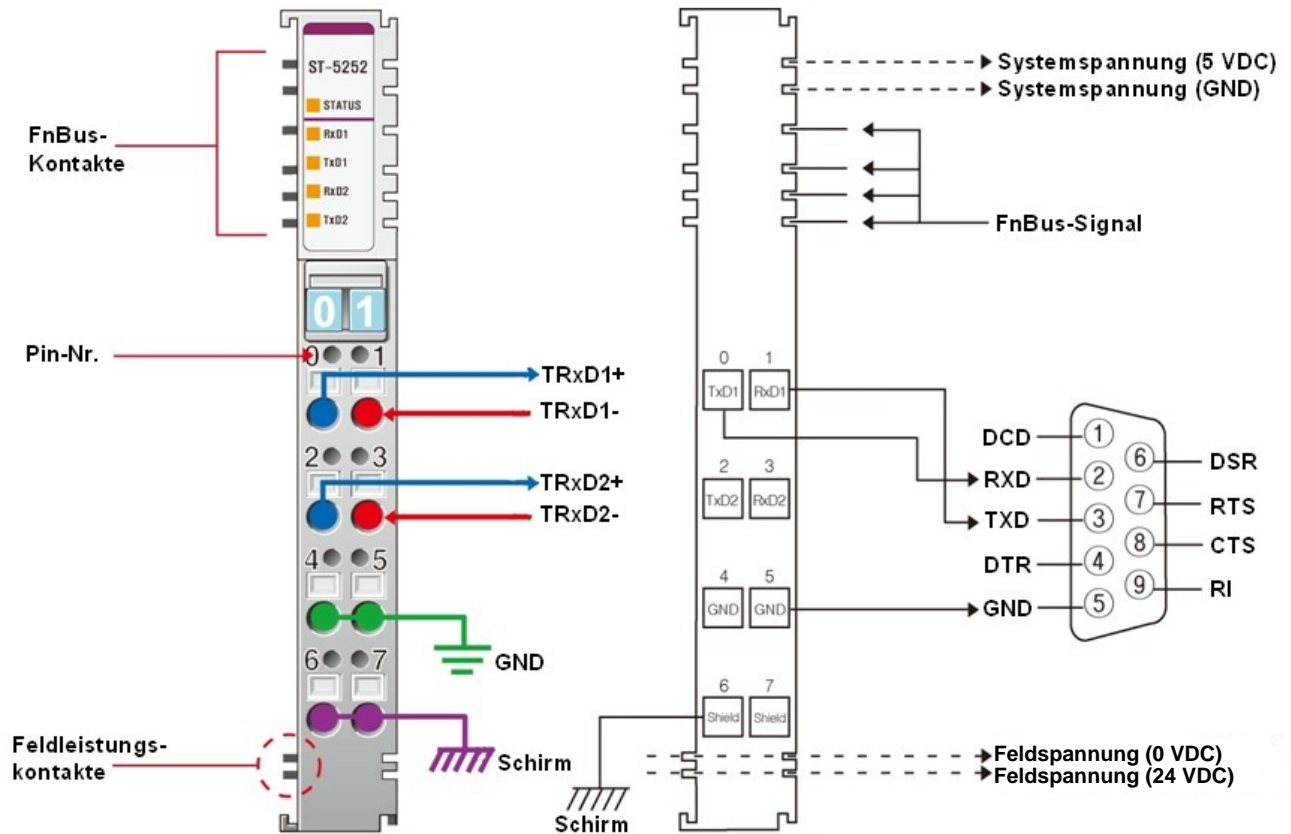 FnBus-
Kontakte
ST-5252
STATUS
RxD1
TxD1
RxD2
TxD2
01
Pin-Nr.
0 1
TRxD1+
TRxD1-
2 3
TRxD2+
TRxD2-
4 5
GND
6 7
Schirm
Feldleistungs-
kontakte
Systemspannung (5 VDC)
Systemspannung (GND)
FnBus-Signal
0 1
TxD1 RxD1
2 3
TxD2 RxD2
4 5
GND GND
6 7
Shield Shield
Schirm
DCD 1
RXD 2
TXD 3
DTR 4
GND 5
6 DSR
7 RTS
8 CTS
9 RI
Feldspannung (0 VDC)
Feldspannung (24 VDC)